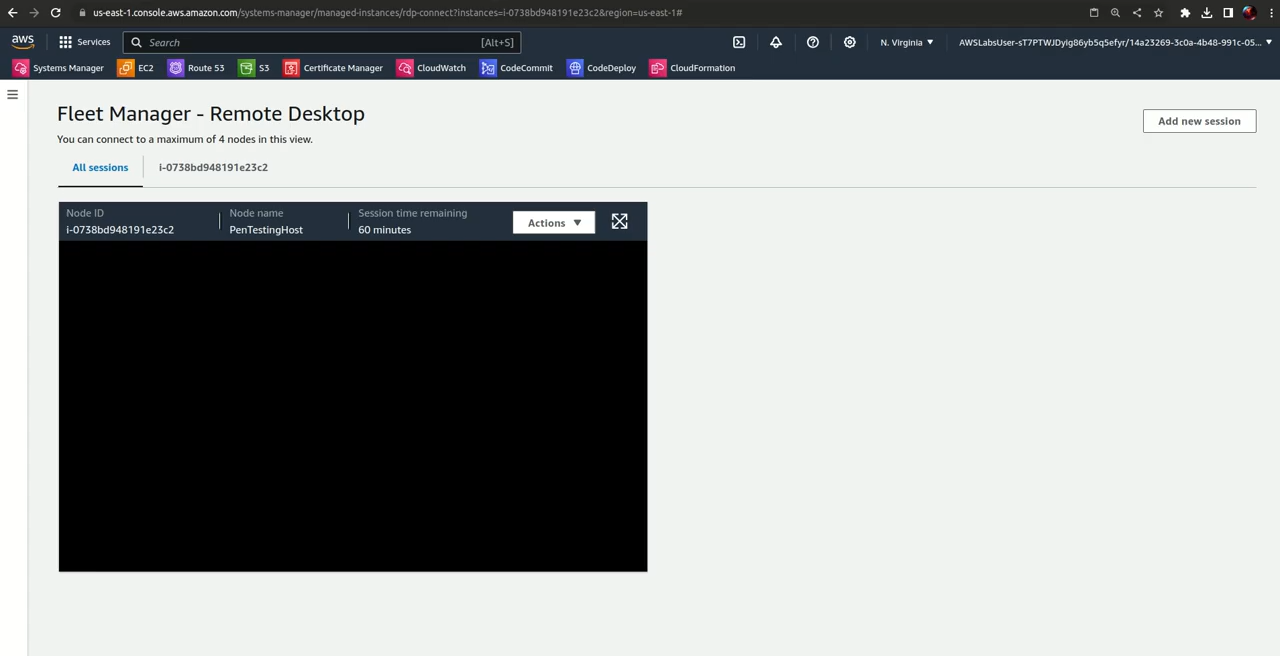 us-east-1.console.aws.amazon.com/systems-manager/managed-instances/rdp-connect?instances=i-0738bd948191e23c2&region=us-east-1#
aws Services Search [Alt+S] N. Virginia ▼ AWSLabsUser-sT7PTWJDyig86yb5q5efyr/14a23269-3c0a-4b48-991c-05... ▼
Systems Manager EC2 Route 53 S3 Certificate Manager CloudWatch CodeCommit CodeDeploy CloudFormation
Fleet Manager - Remote Desktop
Add new session
You can connect to a maximum of 4 nodes in this view.
All sessions i-0738bd948191e23c2
Node ID Node name Session time remaining
i-0738bd948191e23c2 PenTestingHost 60 minutes
Actions ▼